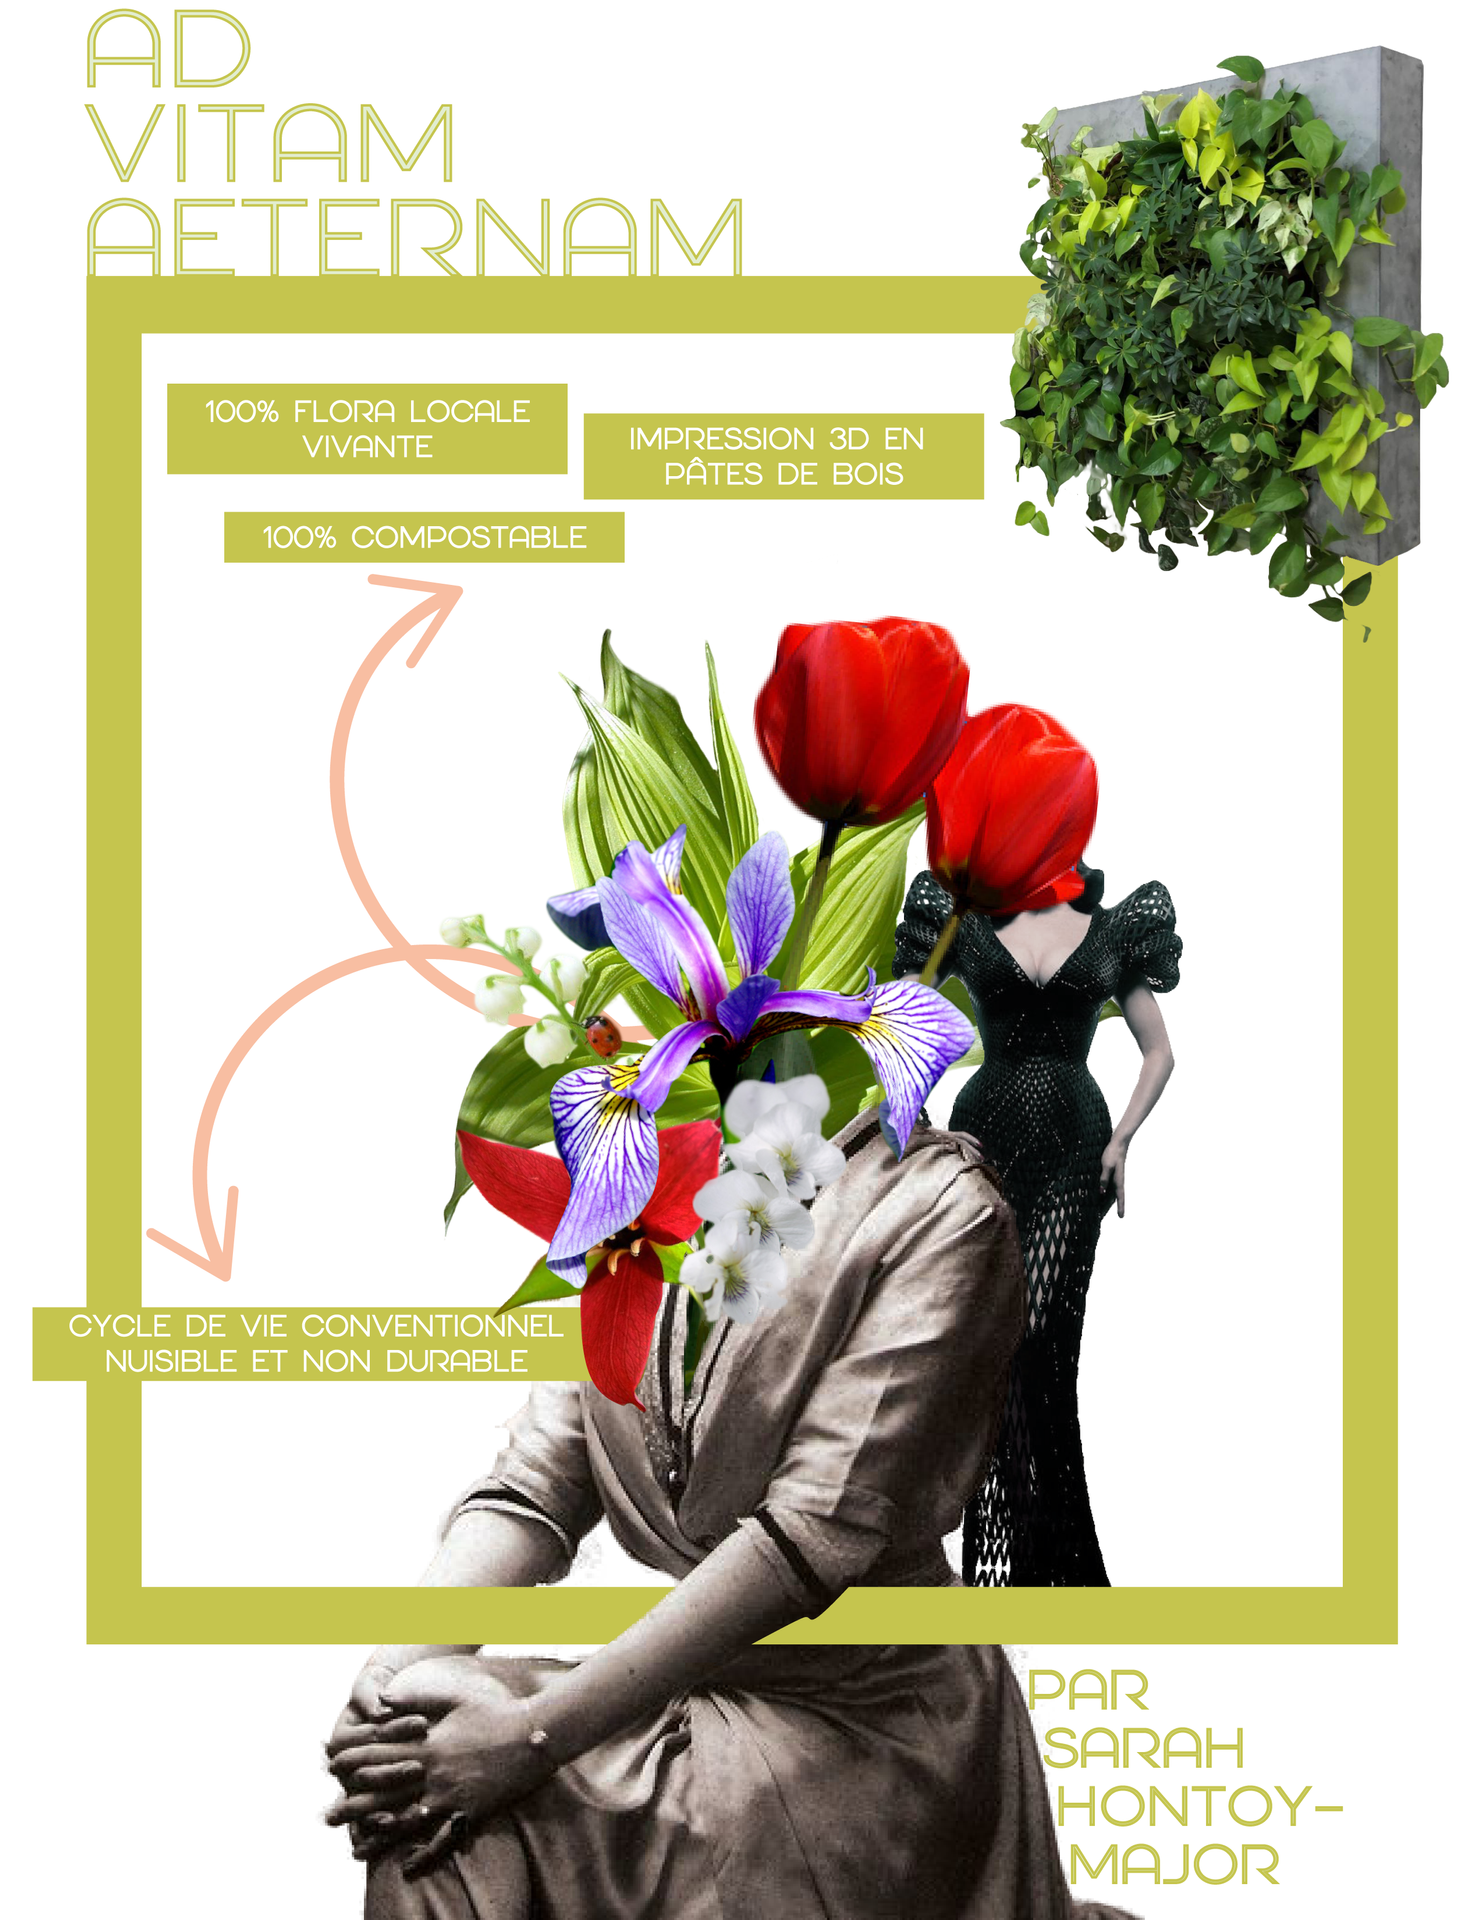 AD
VITAM
AETERNAM
100% FLORA LOCALE
VIVANTE
IMPRESSION 3D EN
PÂTES DE BOIS
100% COMPOSTABLE
CYCLE DE VIE CONVENTIONNEL
NUISIBLE ET NON DURABLE
PAR
SARAH
HONTOY-
MAJOR